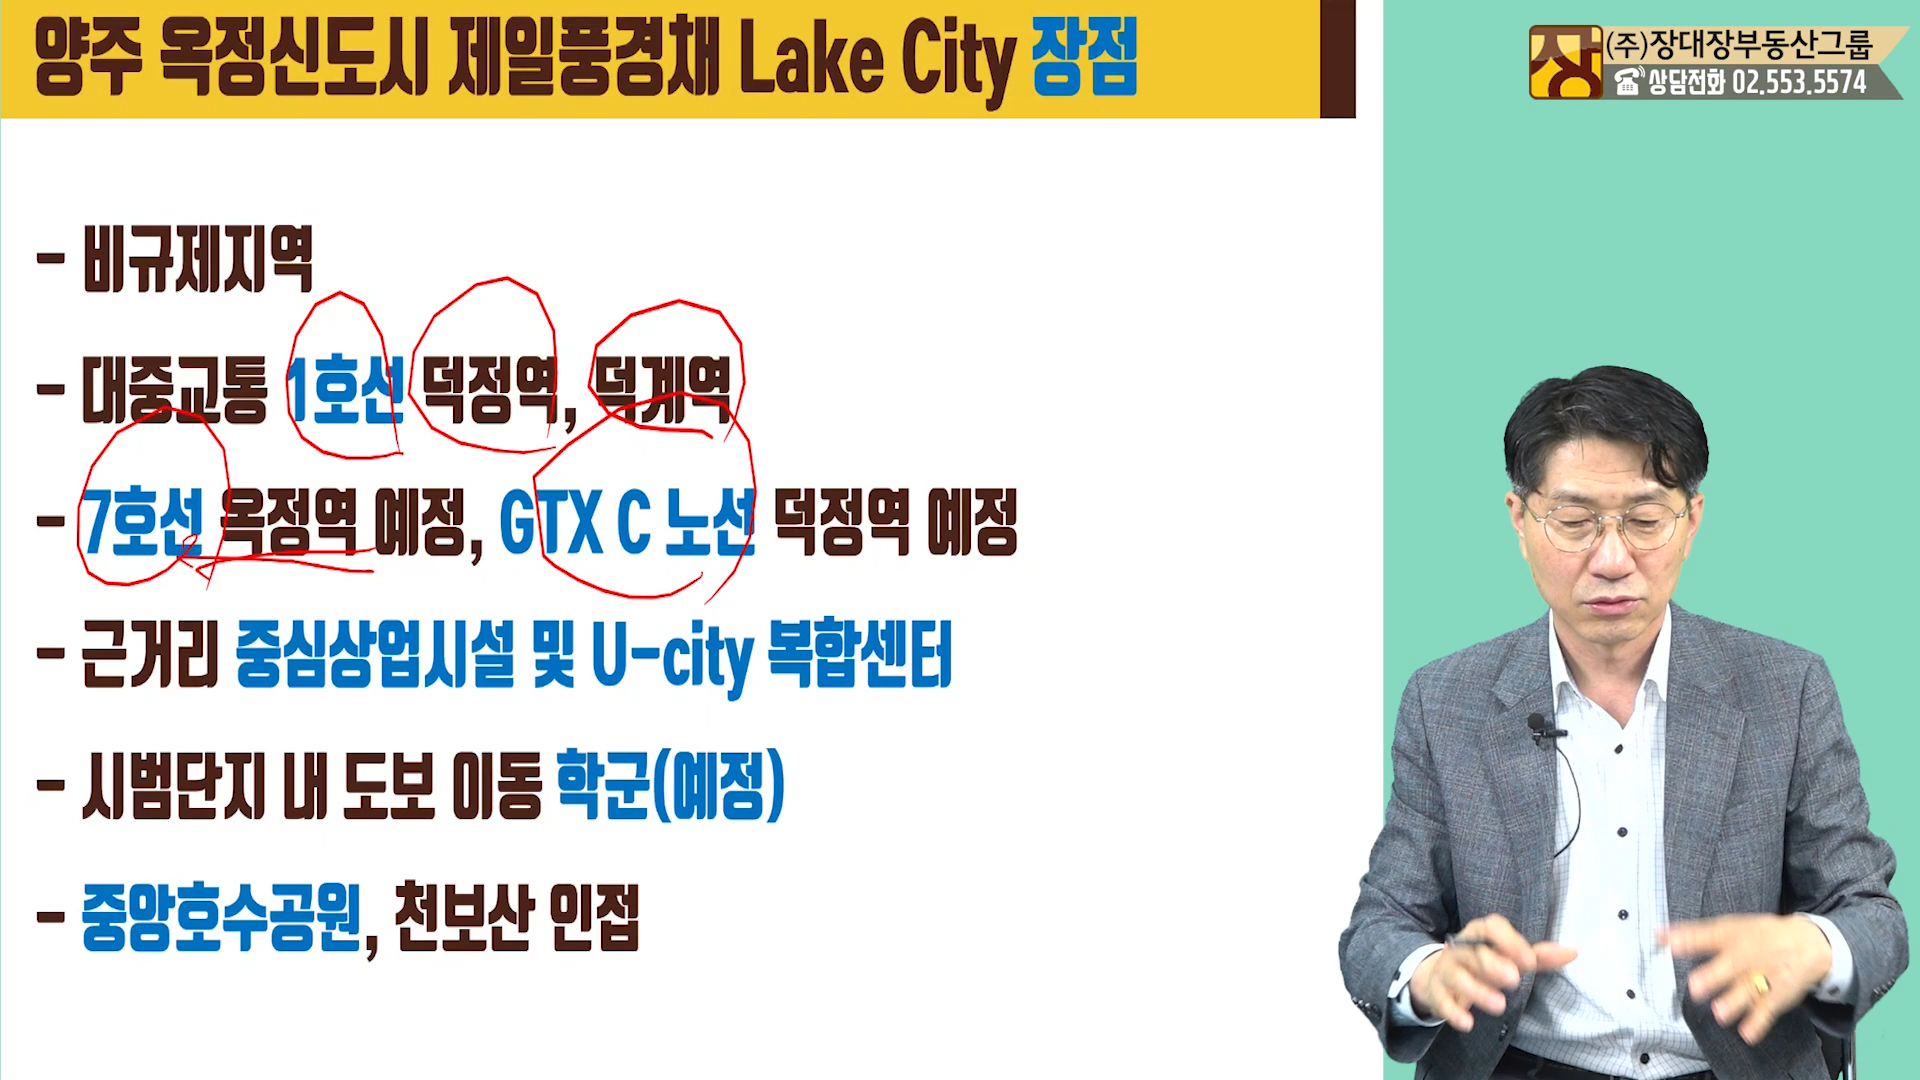 양주 옥정신도시 제일풍경채 Lake City 장점
장
(주)장대장부동산그룹
상담전화 02.553.5574
- 비규제지역
- 대중교통 1호선 덕정역, 덕계역
- 7호선 옥정역 예정, GTX C 노선 덕정역 예정
- 근거리 중심상업시설 및 U-city 복합센터
- 시범단지 내 도보 이동 학군(예정)
- 중앙호수공원, 천보산 인접